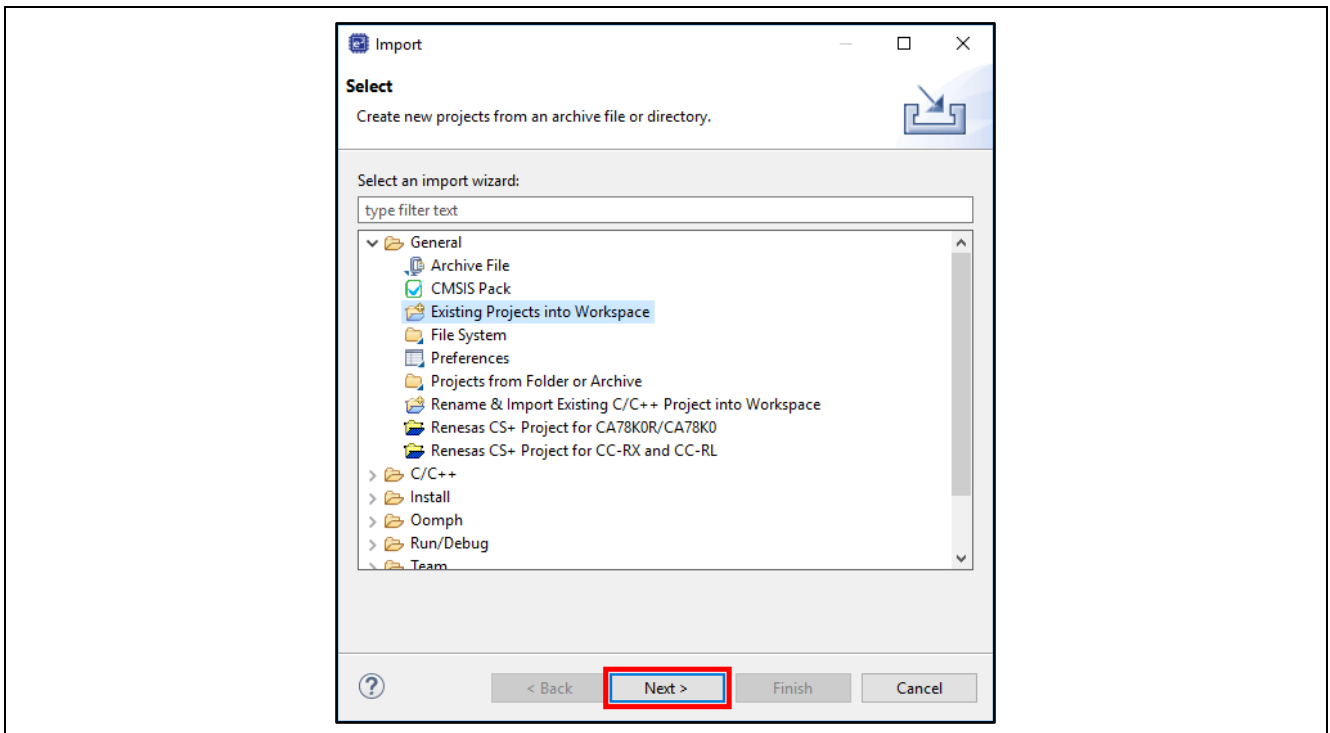 Import
Select
Create new projects from an archive file or directory.
Select an import wizard:
type filter text
General
Archive File
CMSIS Pack
Existing Projects into Workspace
File System
Preferences
Projects from Folder or Archive
Rename & Import Existing C/C++ Project into Workspace
Renesas CS+ Project for CA78K0R/CA78K0
Renesas CS+ Project for CC-RX and CC-RL
C/C++
Install
Oomph
Run/Debug
Team
? < Back Next > Finish Cancel